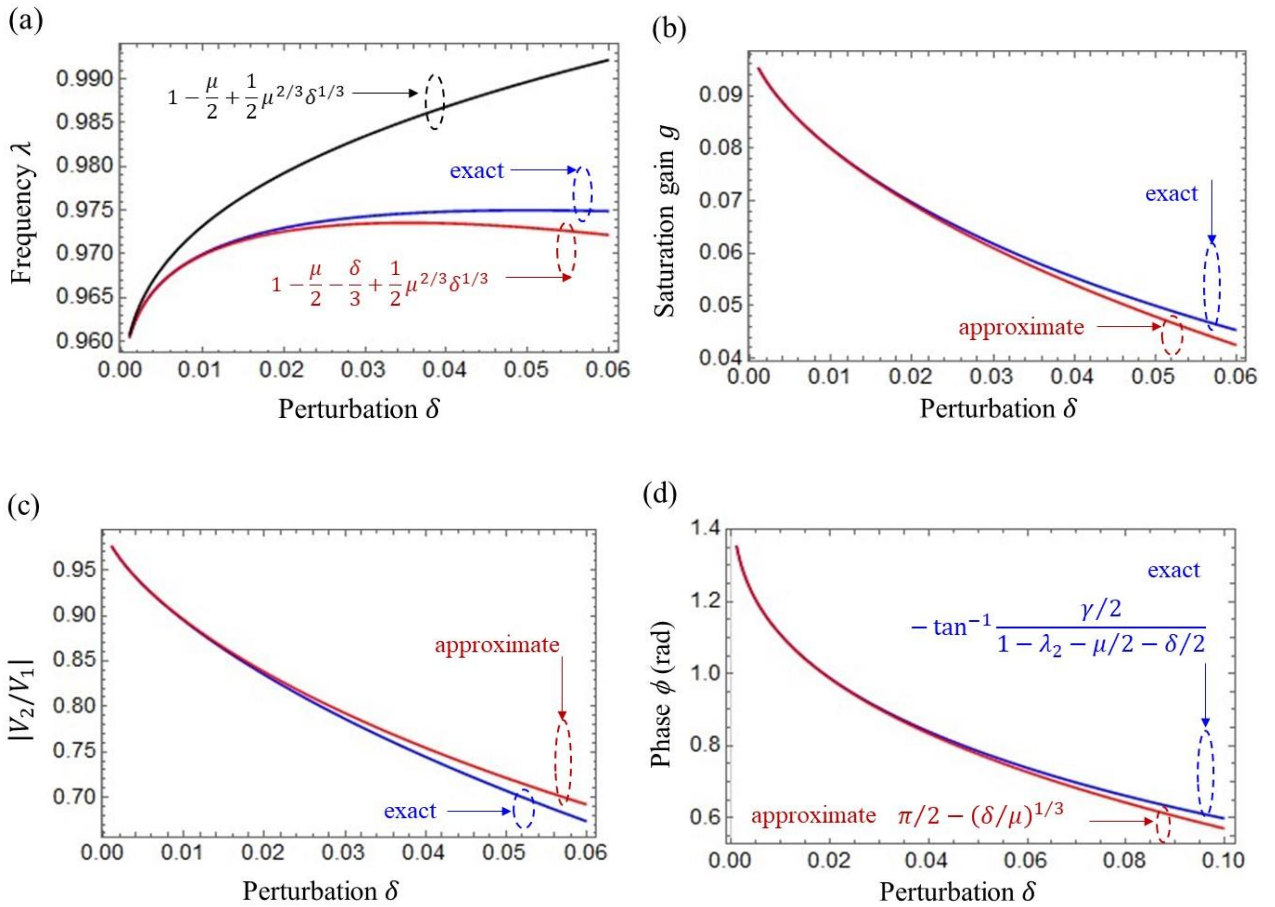 (a)
0.990
0.985
0.980
0.975
0.970
0.965
0.960
Frequency λ
1 − μ/2 + 1/2 μ^{2/3}δ^{1/3}
exact
1 − μ/2 − δ/3 + 1/2 μ^{2/3}δ^{1/3}
0.00 0.01 0.02 0.03 0.04 0.05 0.06
Perturbation δ
(b)
0.09
0.08
0.07
0.06
0.05
0.04
Saturation gain g
exact
approximate
0.00 0.01 0.02 0.03 0.04 0.05 0.06
Perturbation δ
(c)
0.95
0.90
0.85
0.80
0.75
0.70
|V₂/V₁|
approximate
exact
0.00 0.01 0.02 0.03 0.04 0.05 0.06
Perturbation δ
(d)
1.4
1.2
1.0
0.8
0.6
Phase ϕ (rad)
exact
− tan⁻¹ γ/2 / (1 − λ₂ − μ/2 − δ/2)
approximate π/2 − (δ/μ)^{1/3}
0.00 0.02 0.04 0.06 0.08 0.10
Perturbation δ